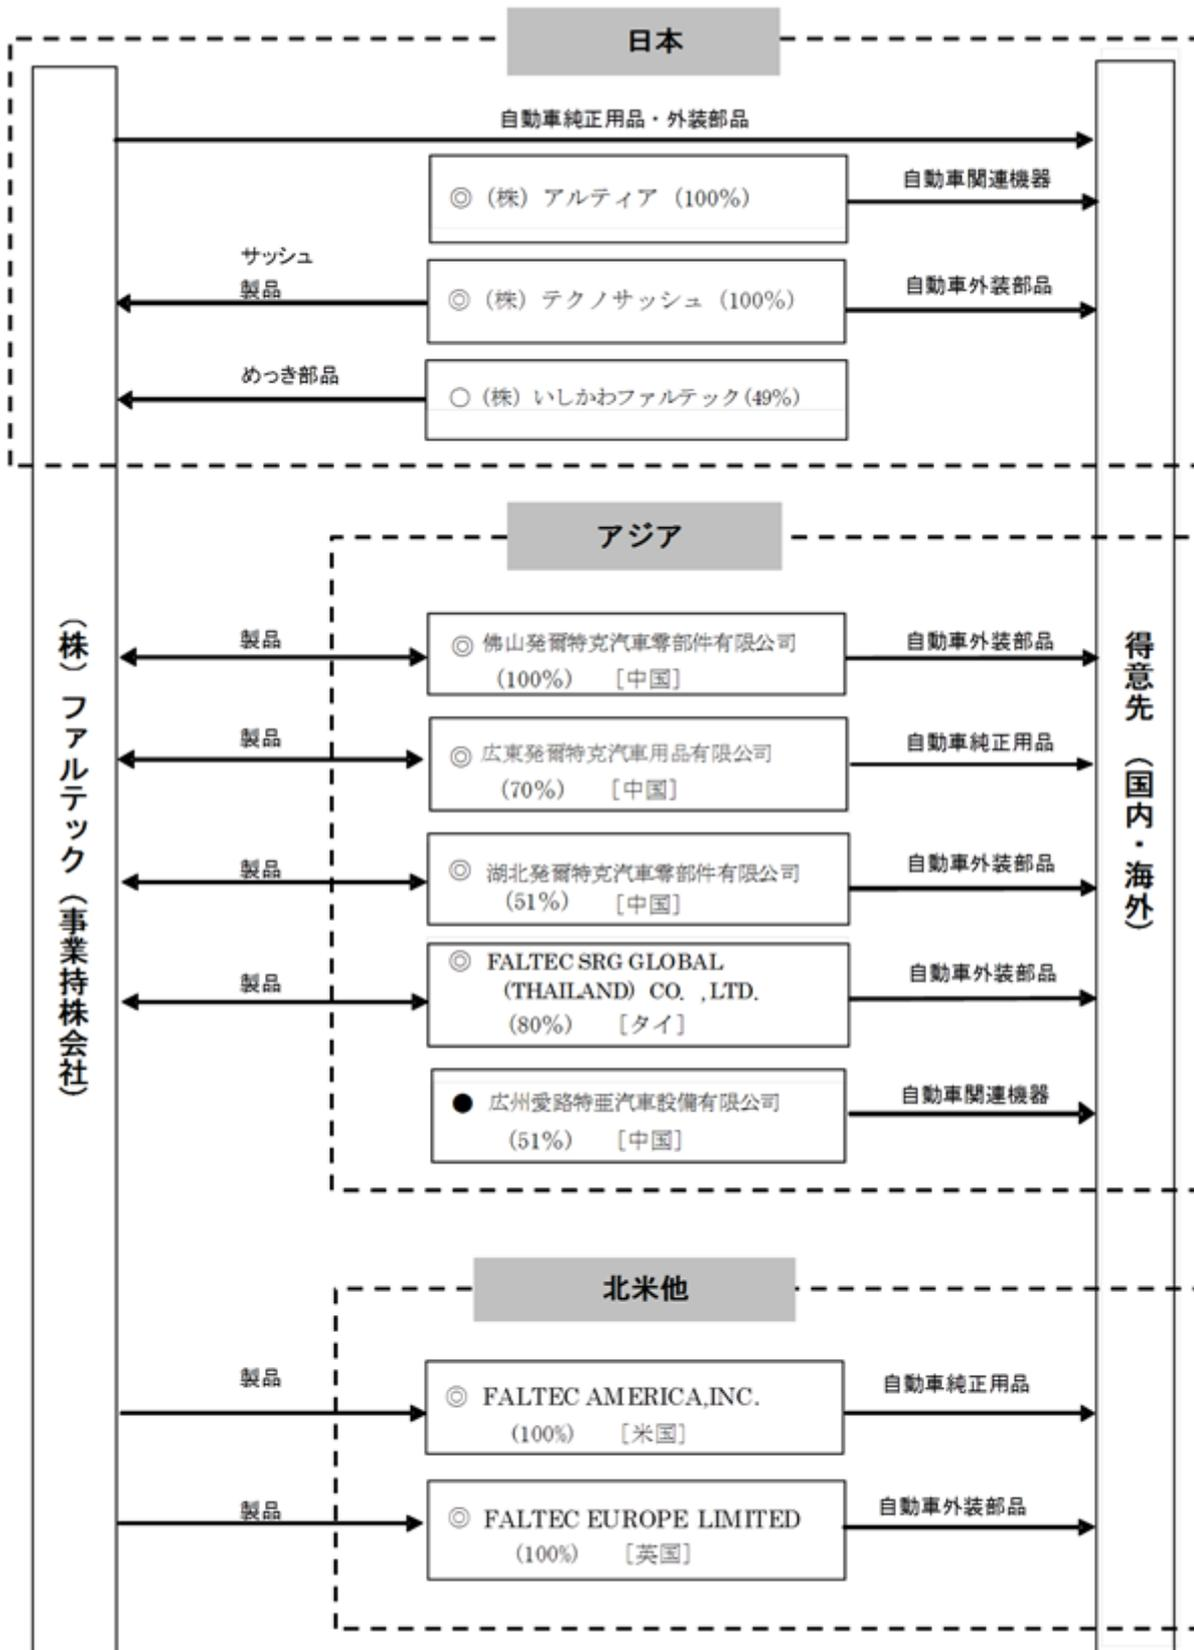 日本
自動車純正用品・外装部品
◎（株）アルティア（100%）
自動車関連機器
サッシュ
製品
◎（株）テクノサッシュ（100%）
自動車外装部品
めっき部品
○（株）いしかわファルテック(49%)
アジア
（株）ファルテック（事業持株会社）
得意先（国内・海外）
製品
◎ 佛山発爾特克汽車零部件有限公司
（100%）　［中国］
自動車外装部品
製品
◎ 広東発爾特克汽車用品有限公司
（70%）　［中国］
自動車純正用品
製品
◎ 湖北発爾特克汽車零部件有限公司
（51%）　［中国］
自動車外装部品
製品
◎ FALTEC SRG GLOBAL
（THAILAND）CO．，LTD.
（80%）　［タイ］
自動車外装部品
● 広州愛路特亜汽車設備有限公司
（51%）　［中国］
自動車関連機器
北米他
製品
◎ FALTEC AMERICA,INC.
（100%）　［米国］
自動車純正用品
製品
◎ FALTEC EUROPE LIMITED
（100%）　［英国］
自動車外装部品